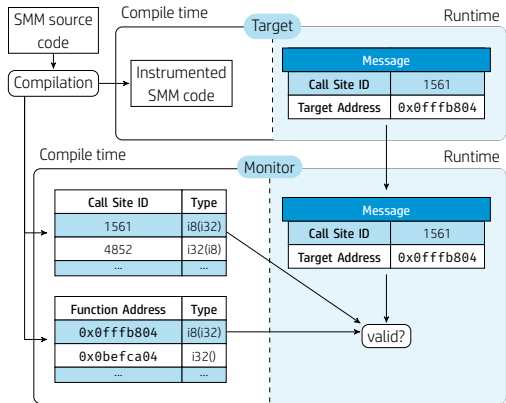 SMM source
code
Compilation
Compile time
Target
Runtime
Instrumented
SMM code
Message
Call Site ID 1561
Target Address 0x0fffb804
Compile time
Monitor
Runtime
Call Site ID Type
1561 i8(i32)
4852 i32(i8)
... ...
Message
Call Site ID 1561
Target Address 0x0fffb804
Function Address Type
0x0fffb804 i8(i32)
0x0befca04 i32()
... ...
valid?